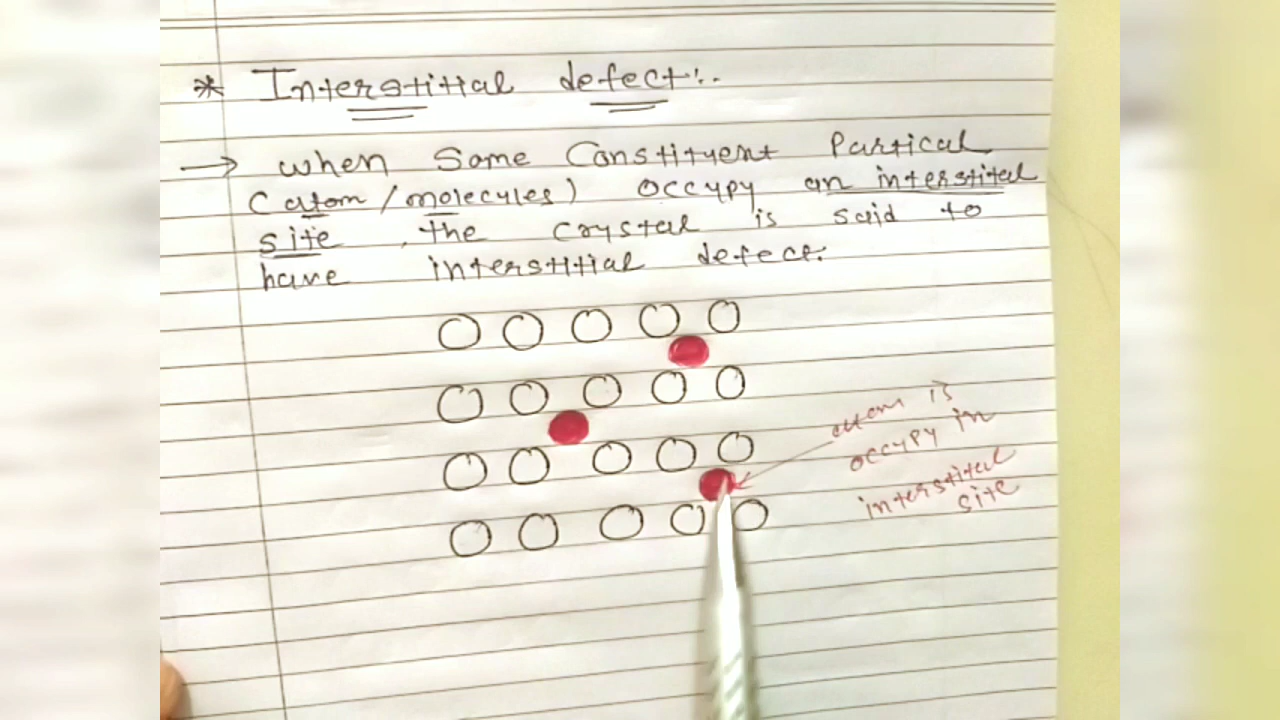 * Interstitial defect:.
→ when Some Constituent Partical
(atom/molecules) occupy an interstital
site, the crystal is said to
have interstitial defect.
atom is
occupy in
interstital
site